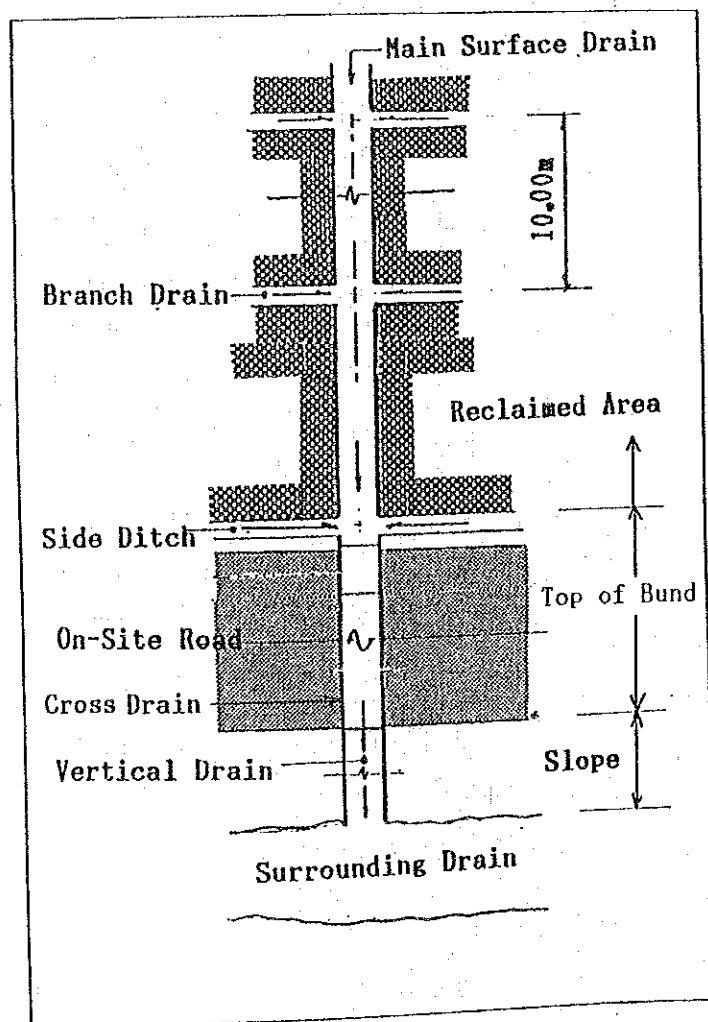 Main Surface Drain
10.00m
Branch Drain
Reclaimed Area
Side Ditch
Top of Bund
On-Site Road
Cross Drain
Vertical Drain
Slope
Surrounding Drain